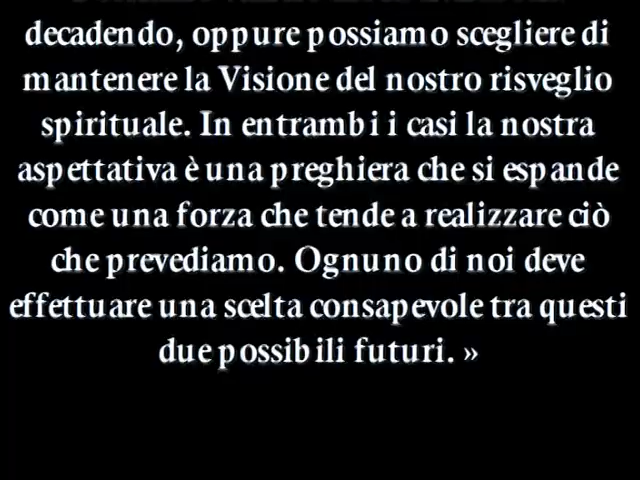 decadendo, oppure possiamo scegliere di
mantenere la Visione del nostro risveglio
spirituale. In entrambi i casi la nostra
aspettativa è una preghiera che si espande
come una forza che tende a realizzare ciò
che prevediamo. Ognuno di noi deve
effettuare una scelta consapevole tra questi
due possibili futuri. »